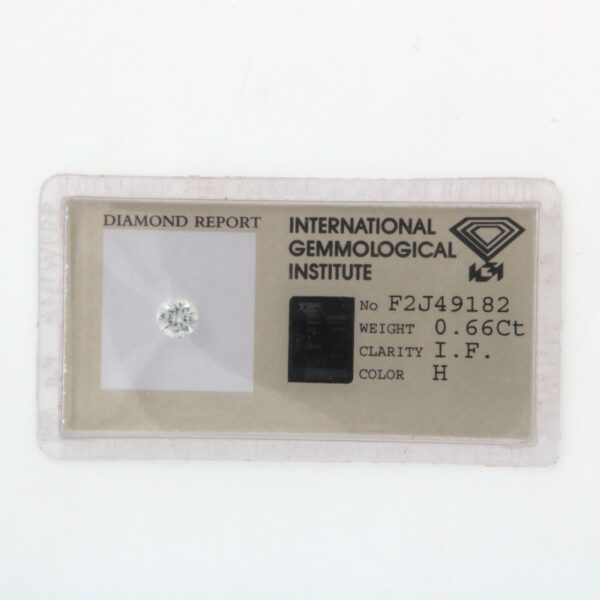 DIAMOND REPORT
INTERNATIONAL
GEMMOLOGICAL
INSTITUTE
No F2J49182
WEIGHT 0.66Ct
CLARITY I.F.
COLOR H